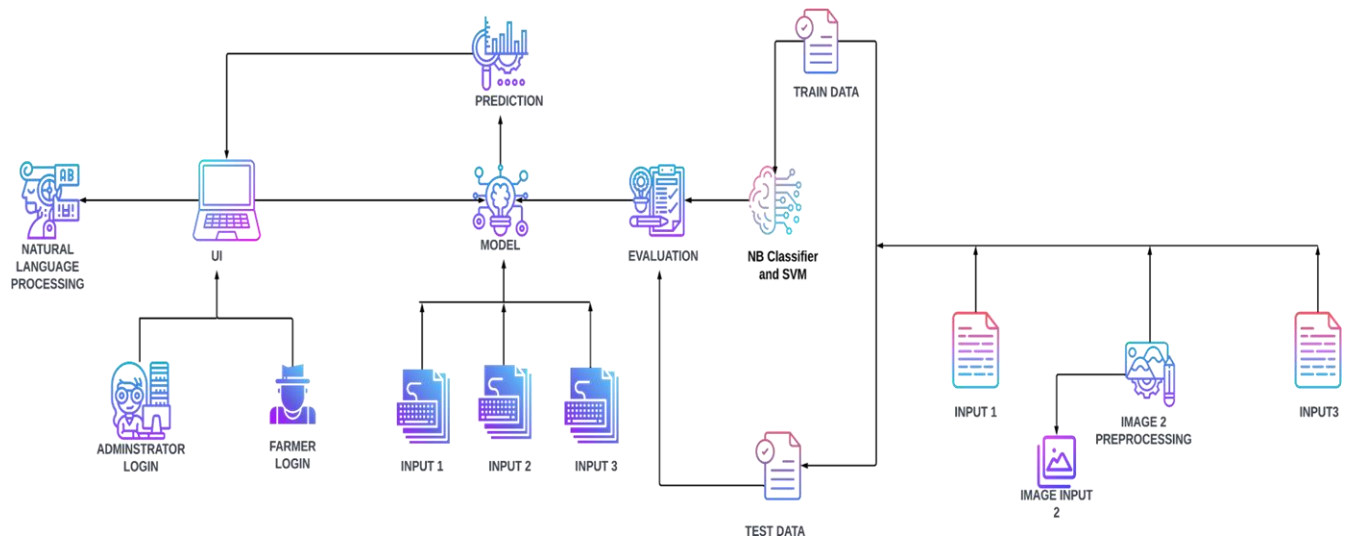 PREDICTION
TRAIN DATA
AB
NATURAL
LANGUAGE
PROCESSING
UI
MODEL
EVALUATION
NB Classifier
and SVM
ADMINSTRATOR
LOGIN
FARMER
LOGIN
INPUT 1
INPUT 2
INPUT 3
TEST DATA
INPUT 1
IMAGE 2
PREPROCESSING
IMAGE INPUT
2
INPUT3